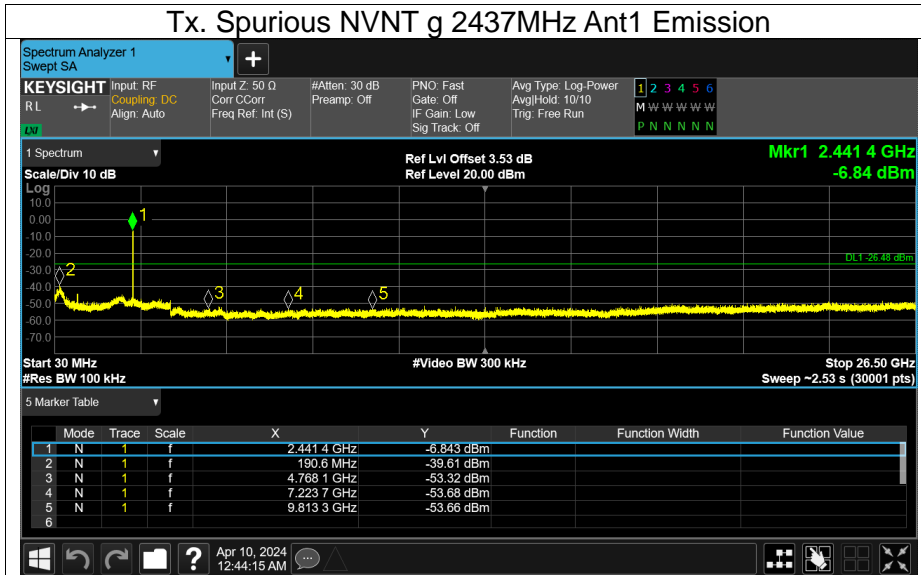 Tx. Spurious NVNT g 2437MHz Ant1 Emission
Spectrum Analyzer 1
Swept SA
+
KEYSIGHT Input: RF Input Z: 50 Ω #Atten: 30 dB PNO: Fast Avg Type: Log-Power 1 2 3 4 5 6
R L Coupling: DC Corr CCorr Preamp: Off Gate: Off Avg|Hold: 10/10 M W W W W W
Align: Auto Freq Ref: Int (S) IF Gain: Low Trig: Free Run
LXI Sig Track: Off P N N N N N
1 Spectrum Ref Lvl Offset 3.53 dB Mkr1 2.441 4 GHz
Scale/Div 10 dB Ref Level 20.00 dBm -6.84 dBm
Log
10.0
0.00
-10.0
-20.0
-30.0
-40.0
-50.0
-60.0
-70.0
1
DL1 -26.48 dBm
2
3 4 5
Start 30 MHz #Video BW 300 kHz Stop 26.50 GHz
#Res BW 100 kHz Sweep ~2.53 s (30001 pts)
5 Marker Table
Mode Trace Scale X Y Function Function Width Function Value
1 N 1 f 2.441 4 GHz -6.843 dBm
2 N 1 f 190.6 MHz -39.61 dBm
3 N 1 f 4.768 1 GHz -53.32 dBm
4 N 1 f 7.223 7 GHz -53.68 dBm
5 N 1 f 9.813 3 GHz -53.66 dBm
6
? Apr 10, 2024
12:44:15 AM